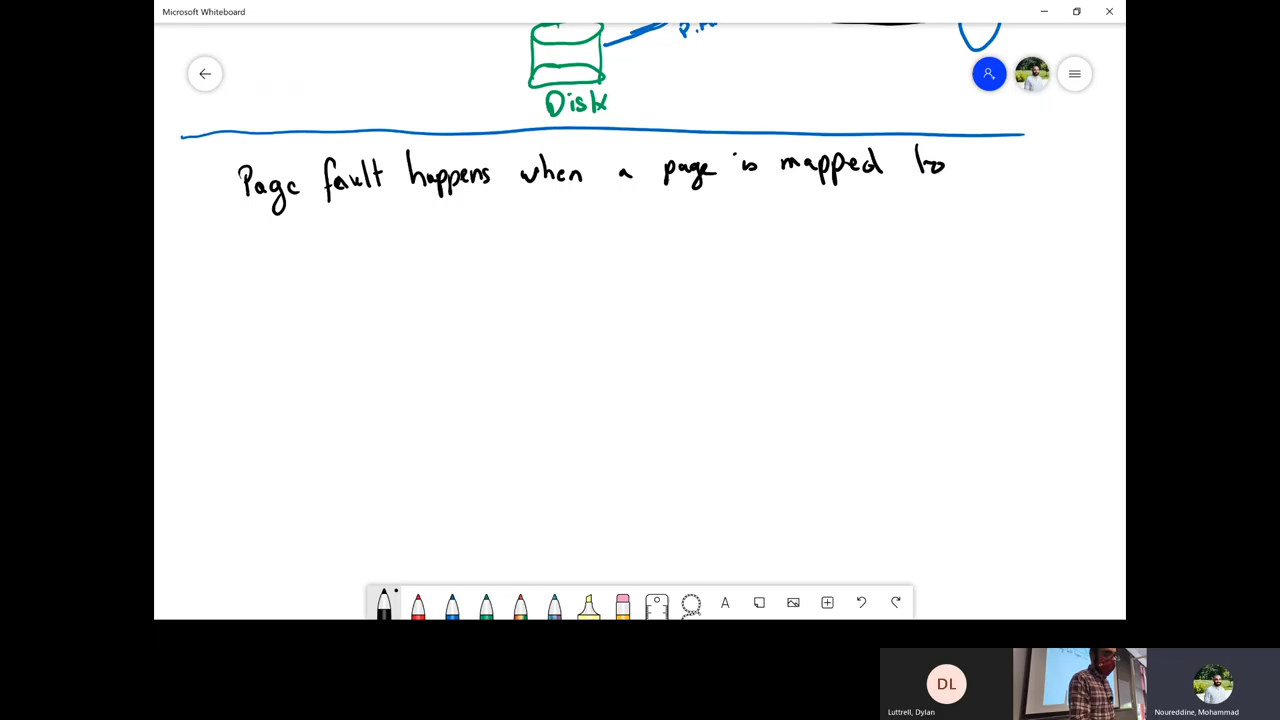 Microsoft Whiteboard
Disk
Page fault happens when a page is mapped to
A
DL
Luttrell, Dylan
Noureddine, Mohammad